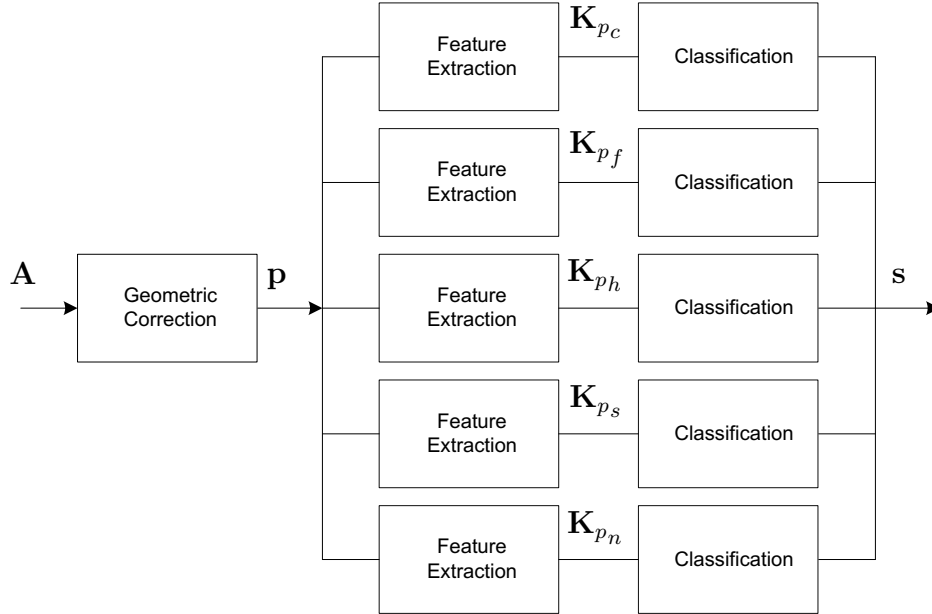 Feature
Extraction
K_{p_c}
Classification
Feature
Extraction
K_{p_f}
Classification
A
Geometric
Correction
p
Feature
Extraction
K_{p_h}
Classification
s
Feature
Extraction
K_{p_s}
Classification
Feature
Extraction
K_{p_n}
Classification